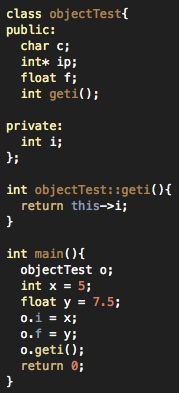 class objectTest{
public:
char c;
int* ip;
float f;
int geti();
private:
int i;
};
int objectTest::geti(){
return this->i;
}
int main(){
objectTest o;
int x = 5;
float y = 7.5;
o.i = x;
o.f = y;
o.geti();
return 0;
}